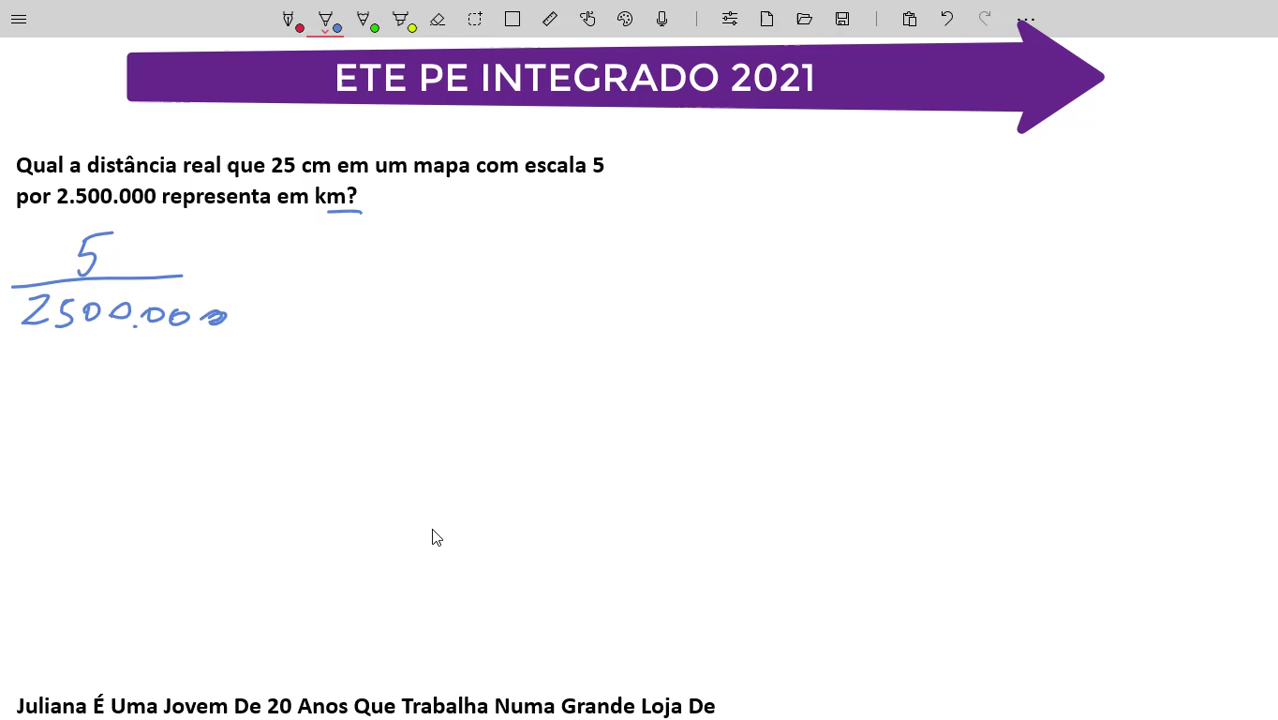 ETE PE INTEGRADO 2021
Qual a distância real que 25 cm em um mapa com escala 5
por 2.500.000 representa em km?
5
2500.000
Juliana É Uma Jovem De 20 Anos Que Trabalha Numa Grande Loja De